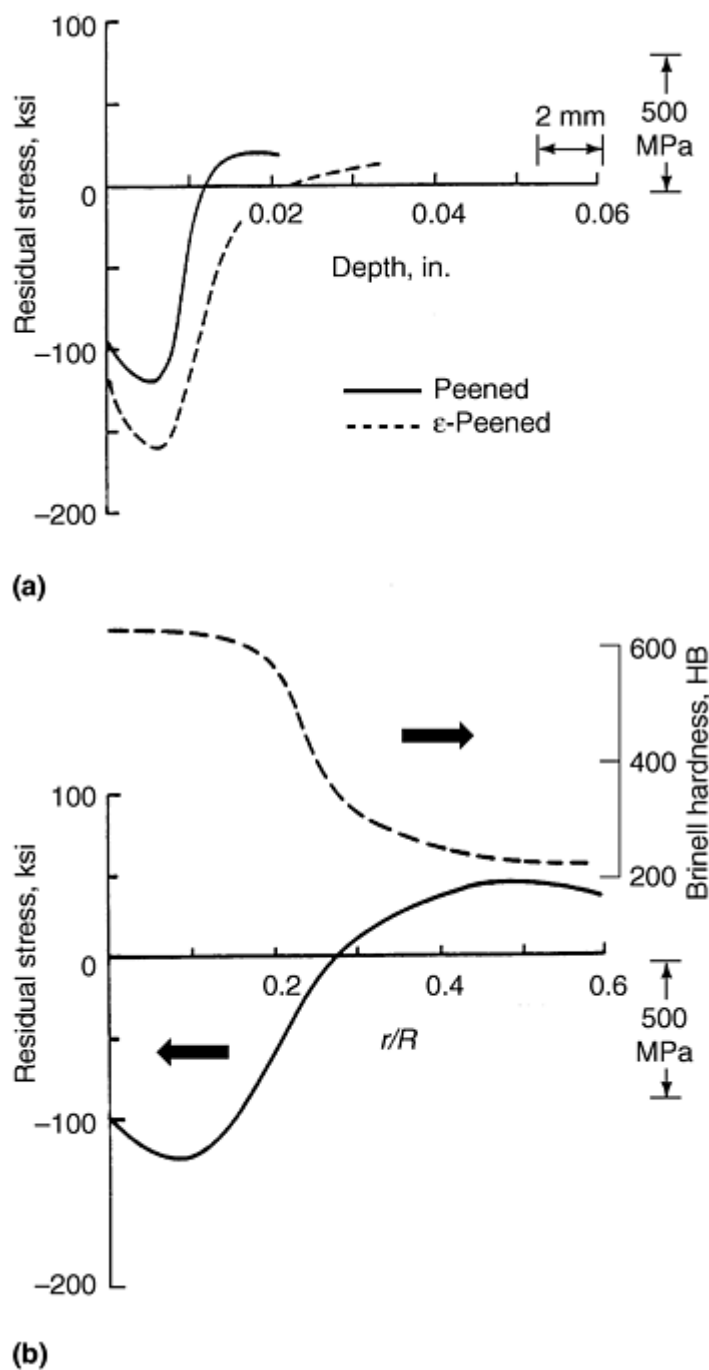 100
0
−100
−200
Residual stress, ksi
0.02
0.04
0.06
Depth, in.
2 mm
500
MPa
Peened
ε-Peened
(a)
600
400
200
Brinell hardness, HB
100
0
−100
−200
Residual stress, ksi
0.2
0.4
0.6
r/R
500
MPa
(b)